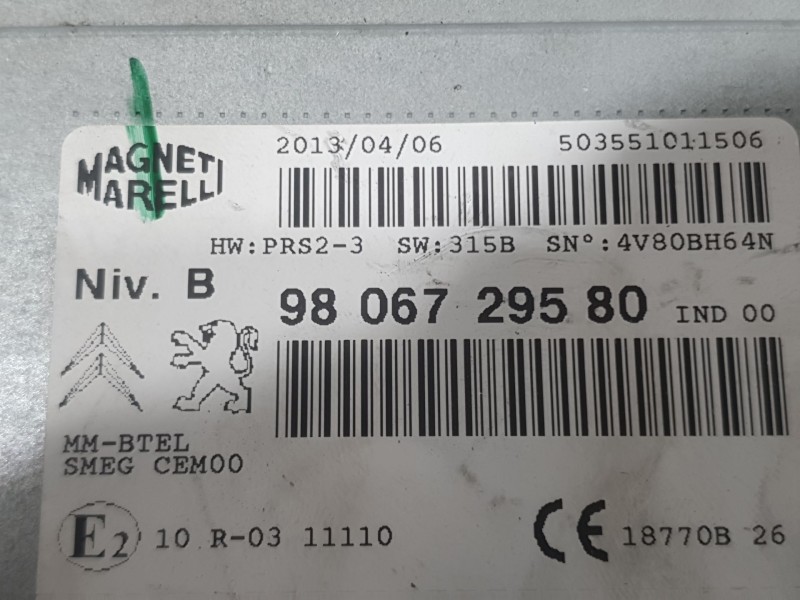 MAGNETI
MARELLI
2013/04/06 503551011506
HW:PRS2-3 SW:315B SN°:4V80BH64N
Niv. B 98 067 295 80 IND 00
MM-BTEL
SMEG CEM00
E2 10 R-03 11110 CE 18770B 26